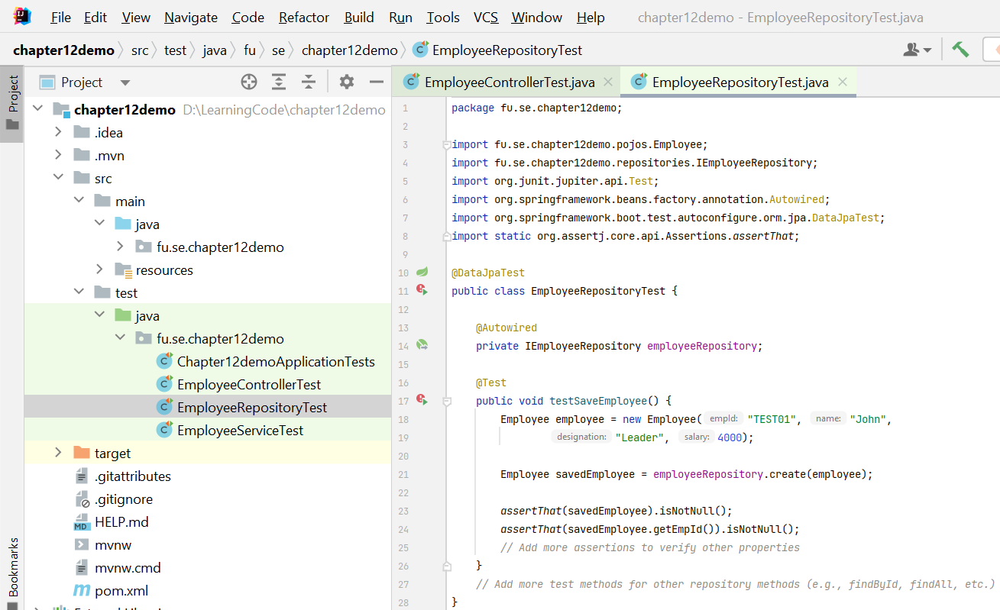 File Edit View Navigate Code Refactor Build Run Tools VCS Window Help chapter12demo - EmployeeRepositoryTest.java
chapter12demo src test java fu se chapter12demo EmployeeRepositoryTest
Project
Bookmarks
Project
chapter12demo D:\LearningCode\chapter12demo
.idea
.mvn
src
main
java
fu.se.chapter12demo
resources
test
java
fu.se.chapter12demo
Chapter12demoApplicationTests
EmployeeControllerTest
EmployeeRepositoryTest
EmployeeServiceTest
target
.gitattributes
.gitignore
HELP.md
mvnw
mvnw.cmd
pom.xml
EmployeeControllerTest.java EmployeeRepositoryTest.java
1 package fu.se.chapter12demo;
2
3 import fu.se.chapter12demo.pojos.Employee;
4 import fu.se.chapter12demo.repositories.IEmployeeRepository;
5 import org.junit.jupiter.api.Test;
6 import org.springframework.beans.factory.annotation.Autowired;
7 import org.springframework.boot.test.autoconfigure.orm.jpa.DataJpaTest;
8 import static org.assertj.core.api.Assertions.assertThat;
9
10 @DataJpaTest
11 public class EmployeeRepositoryTest {
12
13 @Autowired
14 private IEmployeeRepository employeeRepository;
15
16 @Test
17 public void testSaveEmployee() {
18 Employee employee = new Employee( empId: "TEST01", name: "John",
19 designation: "Leader", salary: 4000);
20
21 Employee savedEmployee = employeeRepository.create(employee);
22
23 assertThat(savedEmployee).isNotNull();
24 assertThat(savedEmployee.getEmpId()).isNotNull();
25 // Add more assertions to verify other properties
26 }
27 // Add more test methods for other repository methods (e.g., findById, findAll, etc.)
28 }